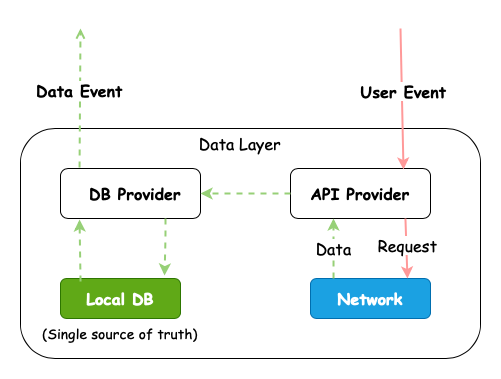 Data Event
User Event
Data Layer
DB Provider
API Provider
Data
Request
Local DB
Network
(Single source of truth)